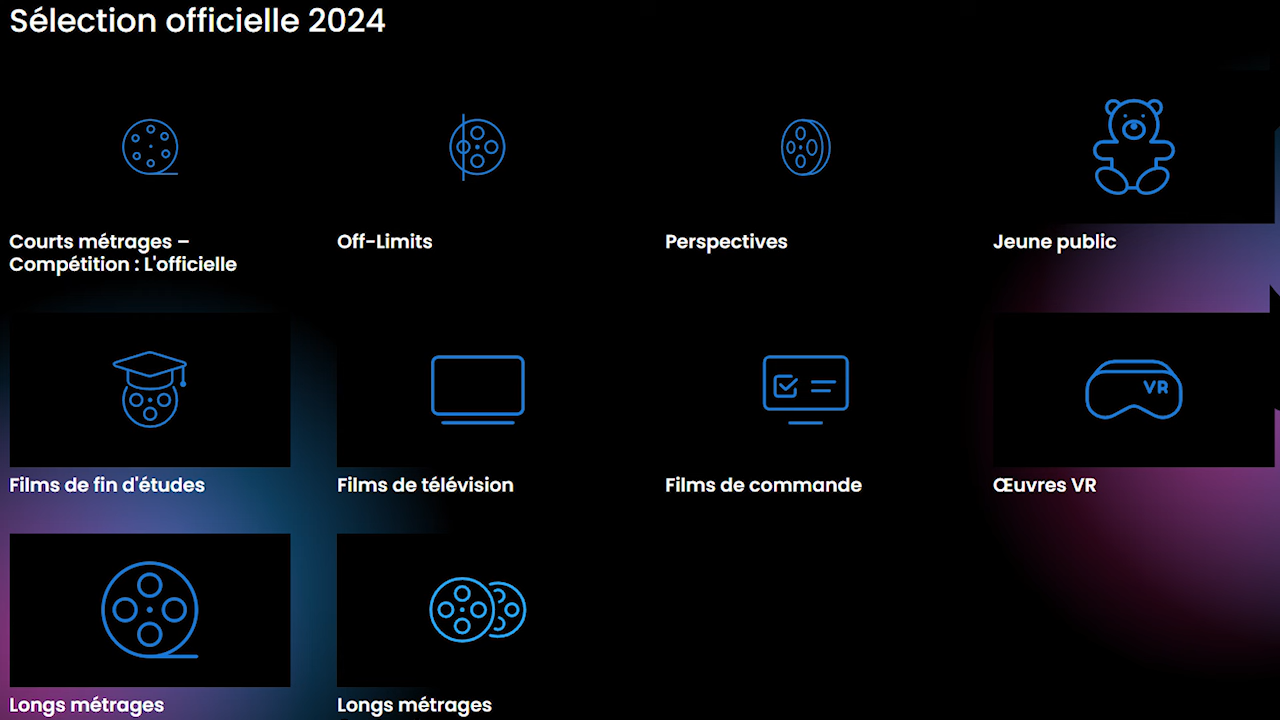 Sélection officielle 2024
Courts métrages –
Compétition : L'officielle
Off-Limits
Perspectives
Jeune public
Films de fin d'études
Films de télévision
Films de commande
VR
Œuvres VR
Longs métrages
Longs métrages